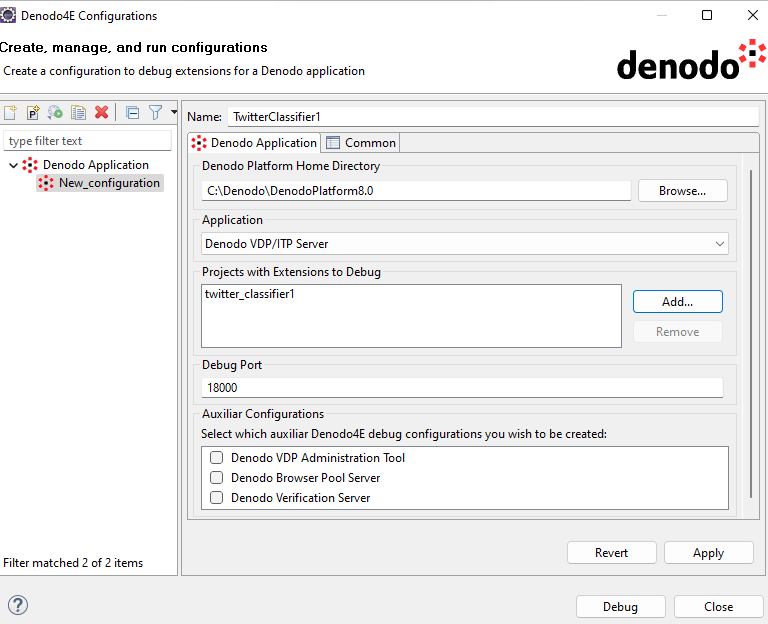 Denodo4E Configurations
Create, manage, and run configurations
Create a configuration to debug extensions for a Denodo application
denodo
Name: TwitterClassifier1
type filter text
Denodo Application
New_configuration
Filter matched 2 of 2 items
Denodo Application Common
Denodo Platform Home Directory
C:\Denodo\DenodoPlatform8.0 Browse...
Application
Denodo VDP/ITP Server
Projects with Extensions to Debug
twitter_classifier1
Add...
Remove
Debug Port
18000
Auxiliar Configurations
Select which auxiliar Denodo4E debug configurations you wish to be created:
Denodo VDP Administration Tool
Denodo Browser Pool Server
Denodo Verification Server
Revert Apply
? Debug Close